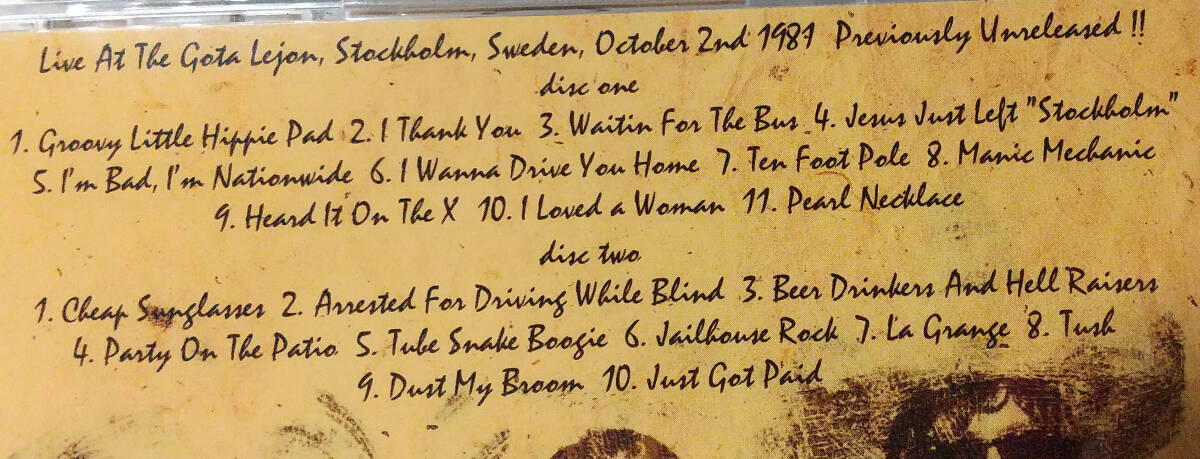 Live At The Gota Lejon, Stockholm, Sweden, October 2nd 1981 Previously Unreleased !!
disc one
1. Groovy Little Hippie Pad 2. I Thank You 3. Waitin For The Bus 4. Jesus Just Left "Stockholm"
5. I'm Bad, I'm Nationwide 6. I Wanna Drive You Home 7. Ten Foot Pole 8. Manic Mechanic
9. Heard It On The X 10. I Loved a Woman 11. Pearl Necklace
disc two
1. Cheap Sunglasses 2. Arrested For Driving While Blind 3. Beer Drinkers And Hell Raisers
4. Party On The Patio 5. Tube Snake Boogie 6. Jailhouse Rock 7. La Grange 8. Tush
9. Dust My Broom 10. Just Got Paid